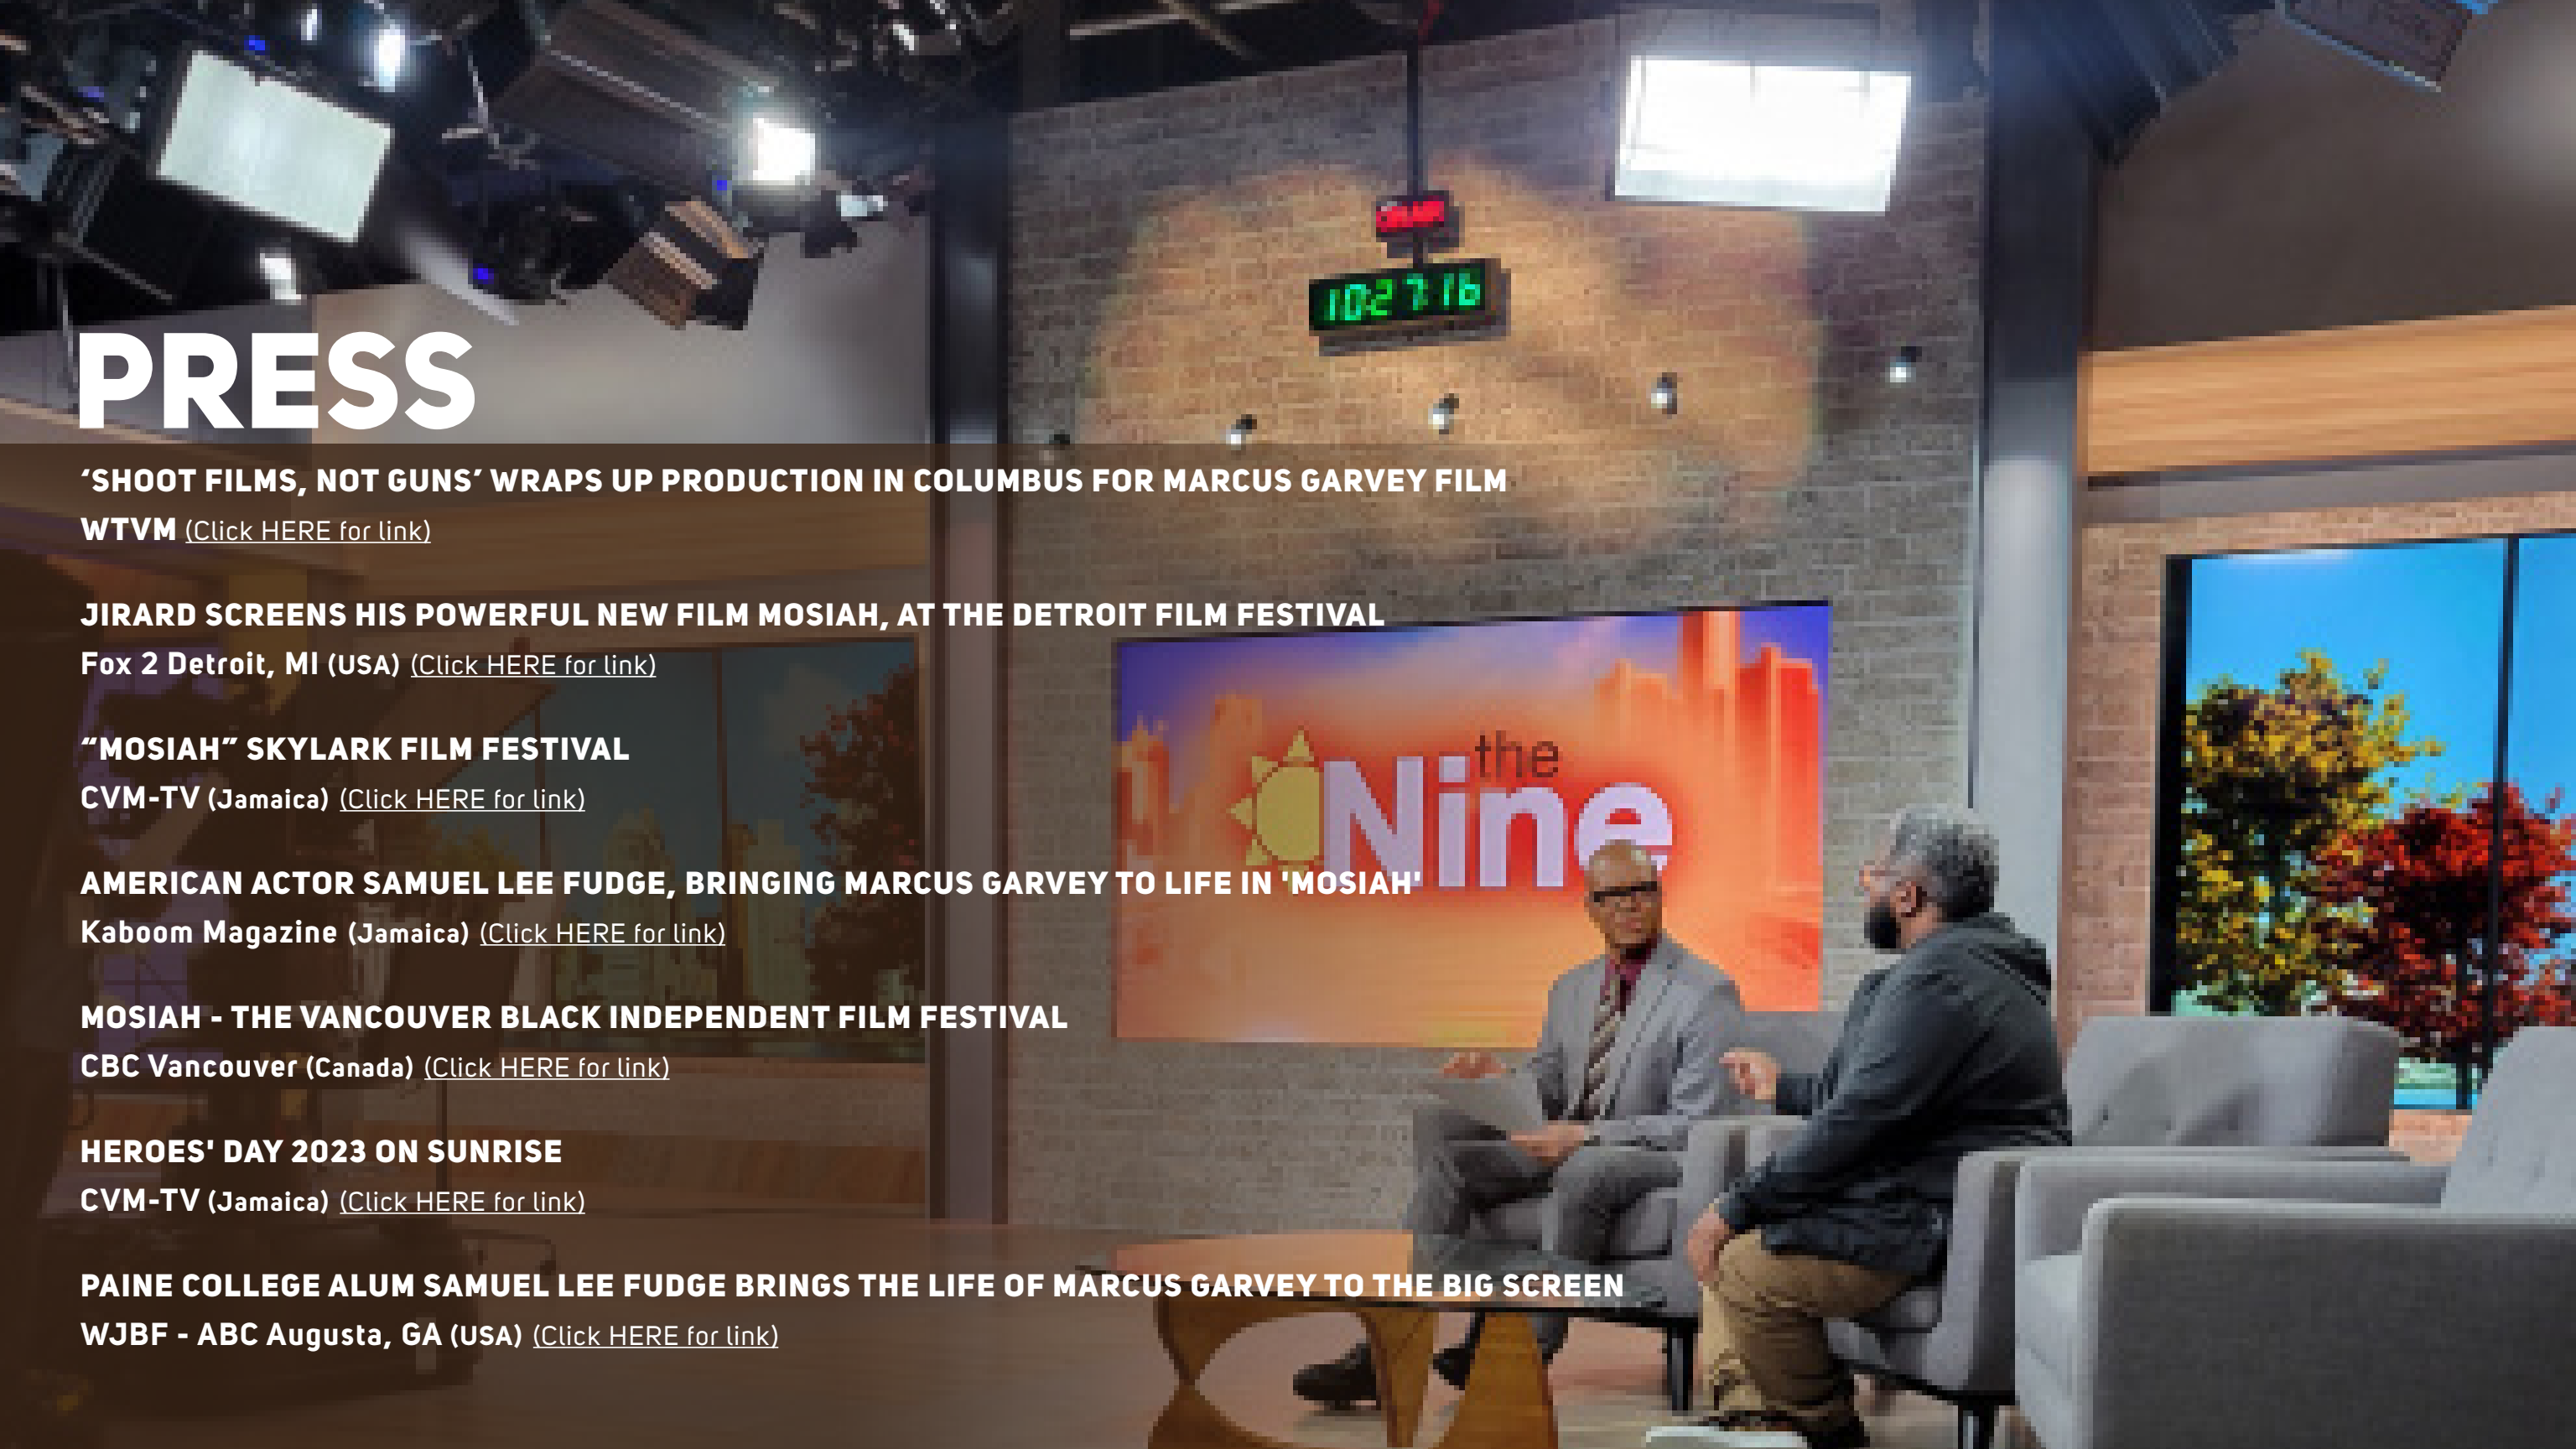 PRESS
‘SHOOT FILMS, NOT GUNS’ WRAPS UP PRODUCTION IN COLUMBUS FOR MARCUS GARVEY FILM
WTVM (Click HERE for link)
JIRARD SCREENS HIS POWERFUL NEW FILM MOSIAH, AT THE DETROIT FILM FESTIVAL
Fox 2 Detroit, MI (USA) (Click HERE for link)
“MOSIAH” SKYLARK FILM FESTIVAL
CVM-TV (Jamaica) (Click HERE for link)
AMERICAN ACTOR SAMUEL LEE FUDGE, BRINGING MARCUS GARVEY TO LIFE IN 'MOSIAH'
Kaboom Magazine (Jamaica) (Click HERE for link)
MOSIAH - THE VANCOUVER BLACK INDEPENDENT FILM FESTIVAL
CBC Vancouver (Canada) (Click HERE for link)
HEROES' DAY 2023 ON SUNRISE
CVM-TV (Jamaica) (Click HERE for link)
PAINE COLLEGE ALUM SAMUEL LEE FUDGE BRINGS THE LIFE OF MARCUS GARVEY TO THE BIG SCREEN
WJBF - ABC Augusta, GA (USA) (Click HERE for link)
10:27:16
the
Nine